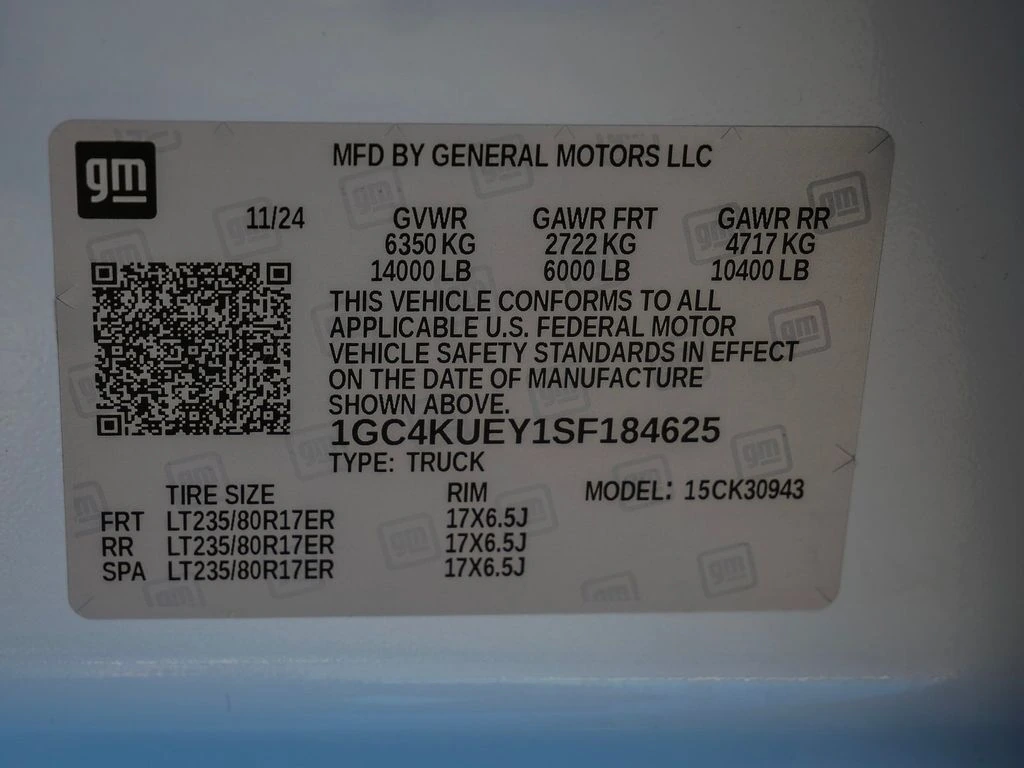 gm
MFD BY GENERAL MOTORS LLC
11/24 GVWR GAWR FRT GAWR RR
6350 KG 2722 KG 4717 KG
14000 LB 6000 LB 10400 LB
THIS VEHICLE CONFORMS TO ALL
APPLICABLE U.S. FEDERAL MOTOR
VEHICLE SAFETY STANDARDS IN EFFECT
ON THE DATE OF MANUFACTURE
SHOWN ABOVE.
1GC4KUEY1SF184625
TYPE: TRUCK
TIRE SIZE RIM MODEL: 15CK30943
FRT LT235/80R17ER 17X6.5J
RR LT235/80R17ER 17X6.5J
SPA LT235/80R17ER 17X6.5J